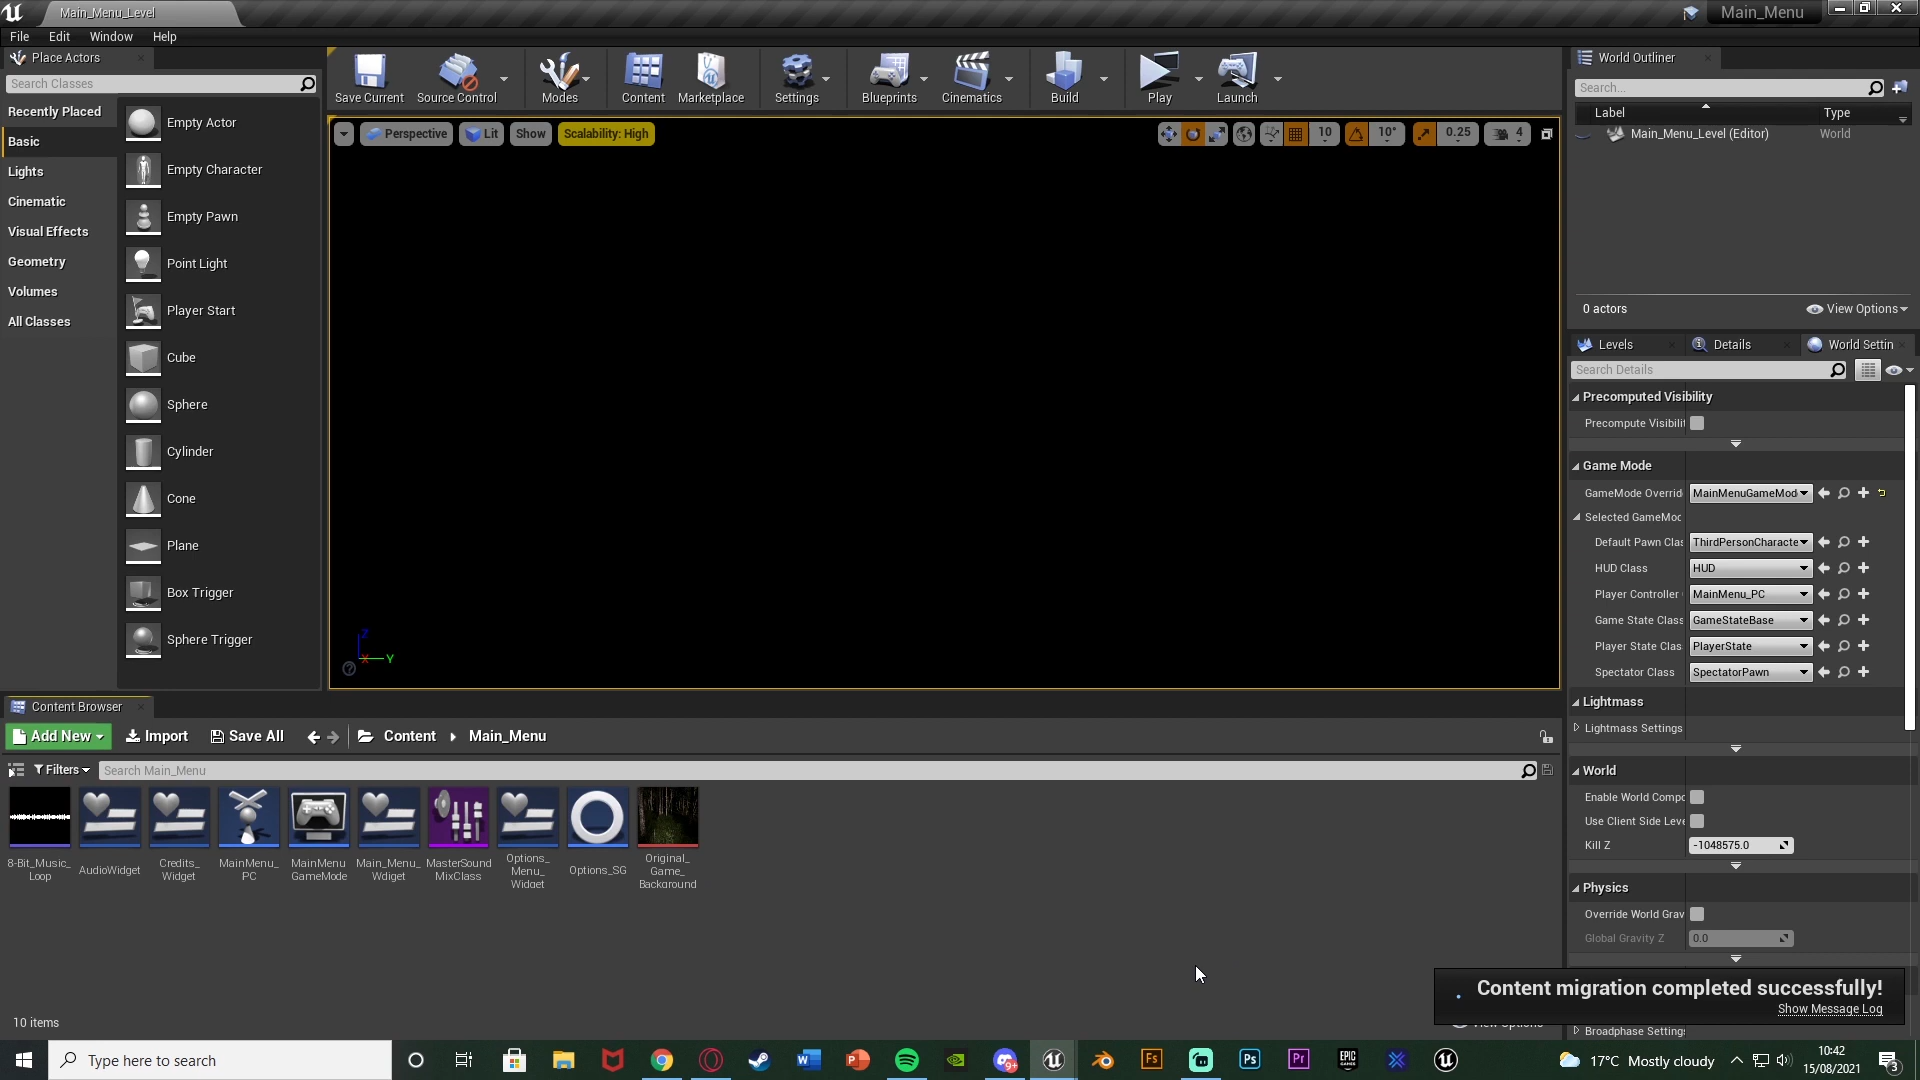 Main_Menu_Level
Main_Menu
File Edit Window Help
Place Actors
Search Classes
Recently Placed
Basic
Lights
Cinematic
Visual Effects
Geometry
Volumes
All Classes
Empty Actor
Empty Character
Empty Pawn
Point Light
Player Start
Cube
Sphere
Cylinder
Cone
Plane
Box Trigger
Sphere Trigger
Save Current Source Control Modes Content Marketplace Settings Blueprints Cinematics Build Play Launch
Perspective Lit Show Scalability: High
10 10° 0.25 4
Z
X Y
World Outliner
Search...
Label Type
Main_Menu_Level (Editor) World
0 actors View Options
Levels Details World Settin
Search Details
Precomputed Visibility
Precompute Visibilit
Game Mode
GameMode Overrid MainMenuGameMod
Selected GameMod
Default Pawn Clas ThirdPersonCharacte
HUD Class HUD
Player Controller MainMenu_PC
Game State Class GameStateBase
Player State Clas PlayerState
Spectator Class SpectatorPawn
Lightmass
Lightmass Settings
World
Enable World Compo
Use Client Side Leve
Kill Z -1048575.0
Physics
Override World Grav
Global Gravity Z 0.0
Broadphase Settings
Content Browser
Add New Import Save All Content Main_Menu
Filters Search Main_Menu
8-Bit_Music_
Loop
AudioWidget
Credits_
Widget
MainMenu_
PC
MainMenu
GameMode
Main_Menu_
Wdiget
MasterSound
MixClass
Options_
Menu_
Widget
Options_SG
Original_
Game_
Background
10 items
Content migration completed successfully!
Show Message Log
Type here to search
17°C Mostly cloudy
10:42
15/08/2021
3